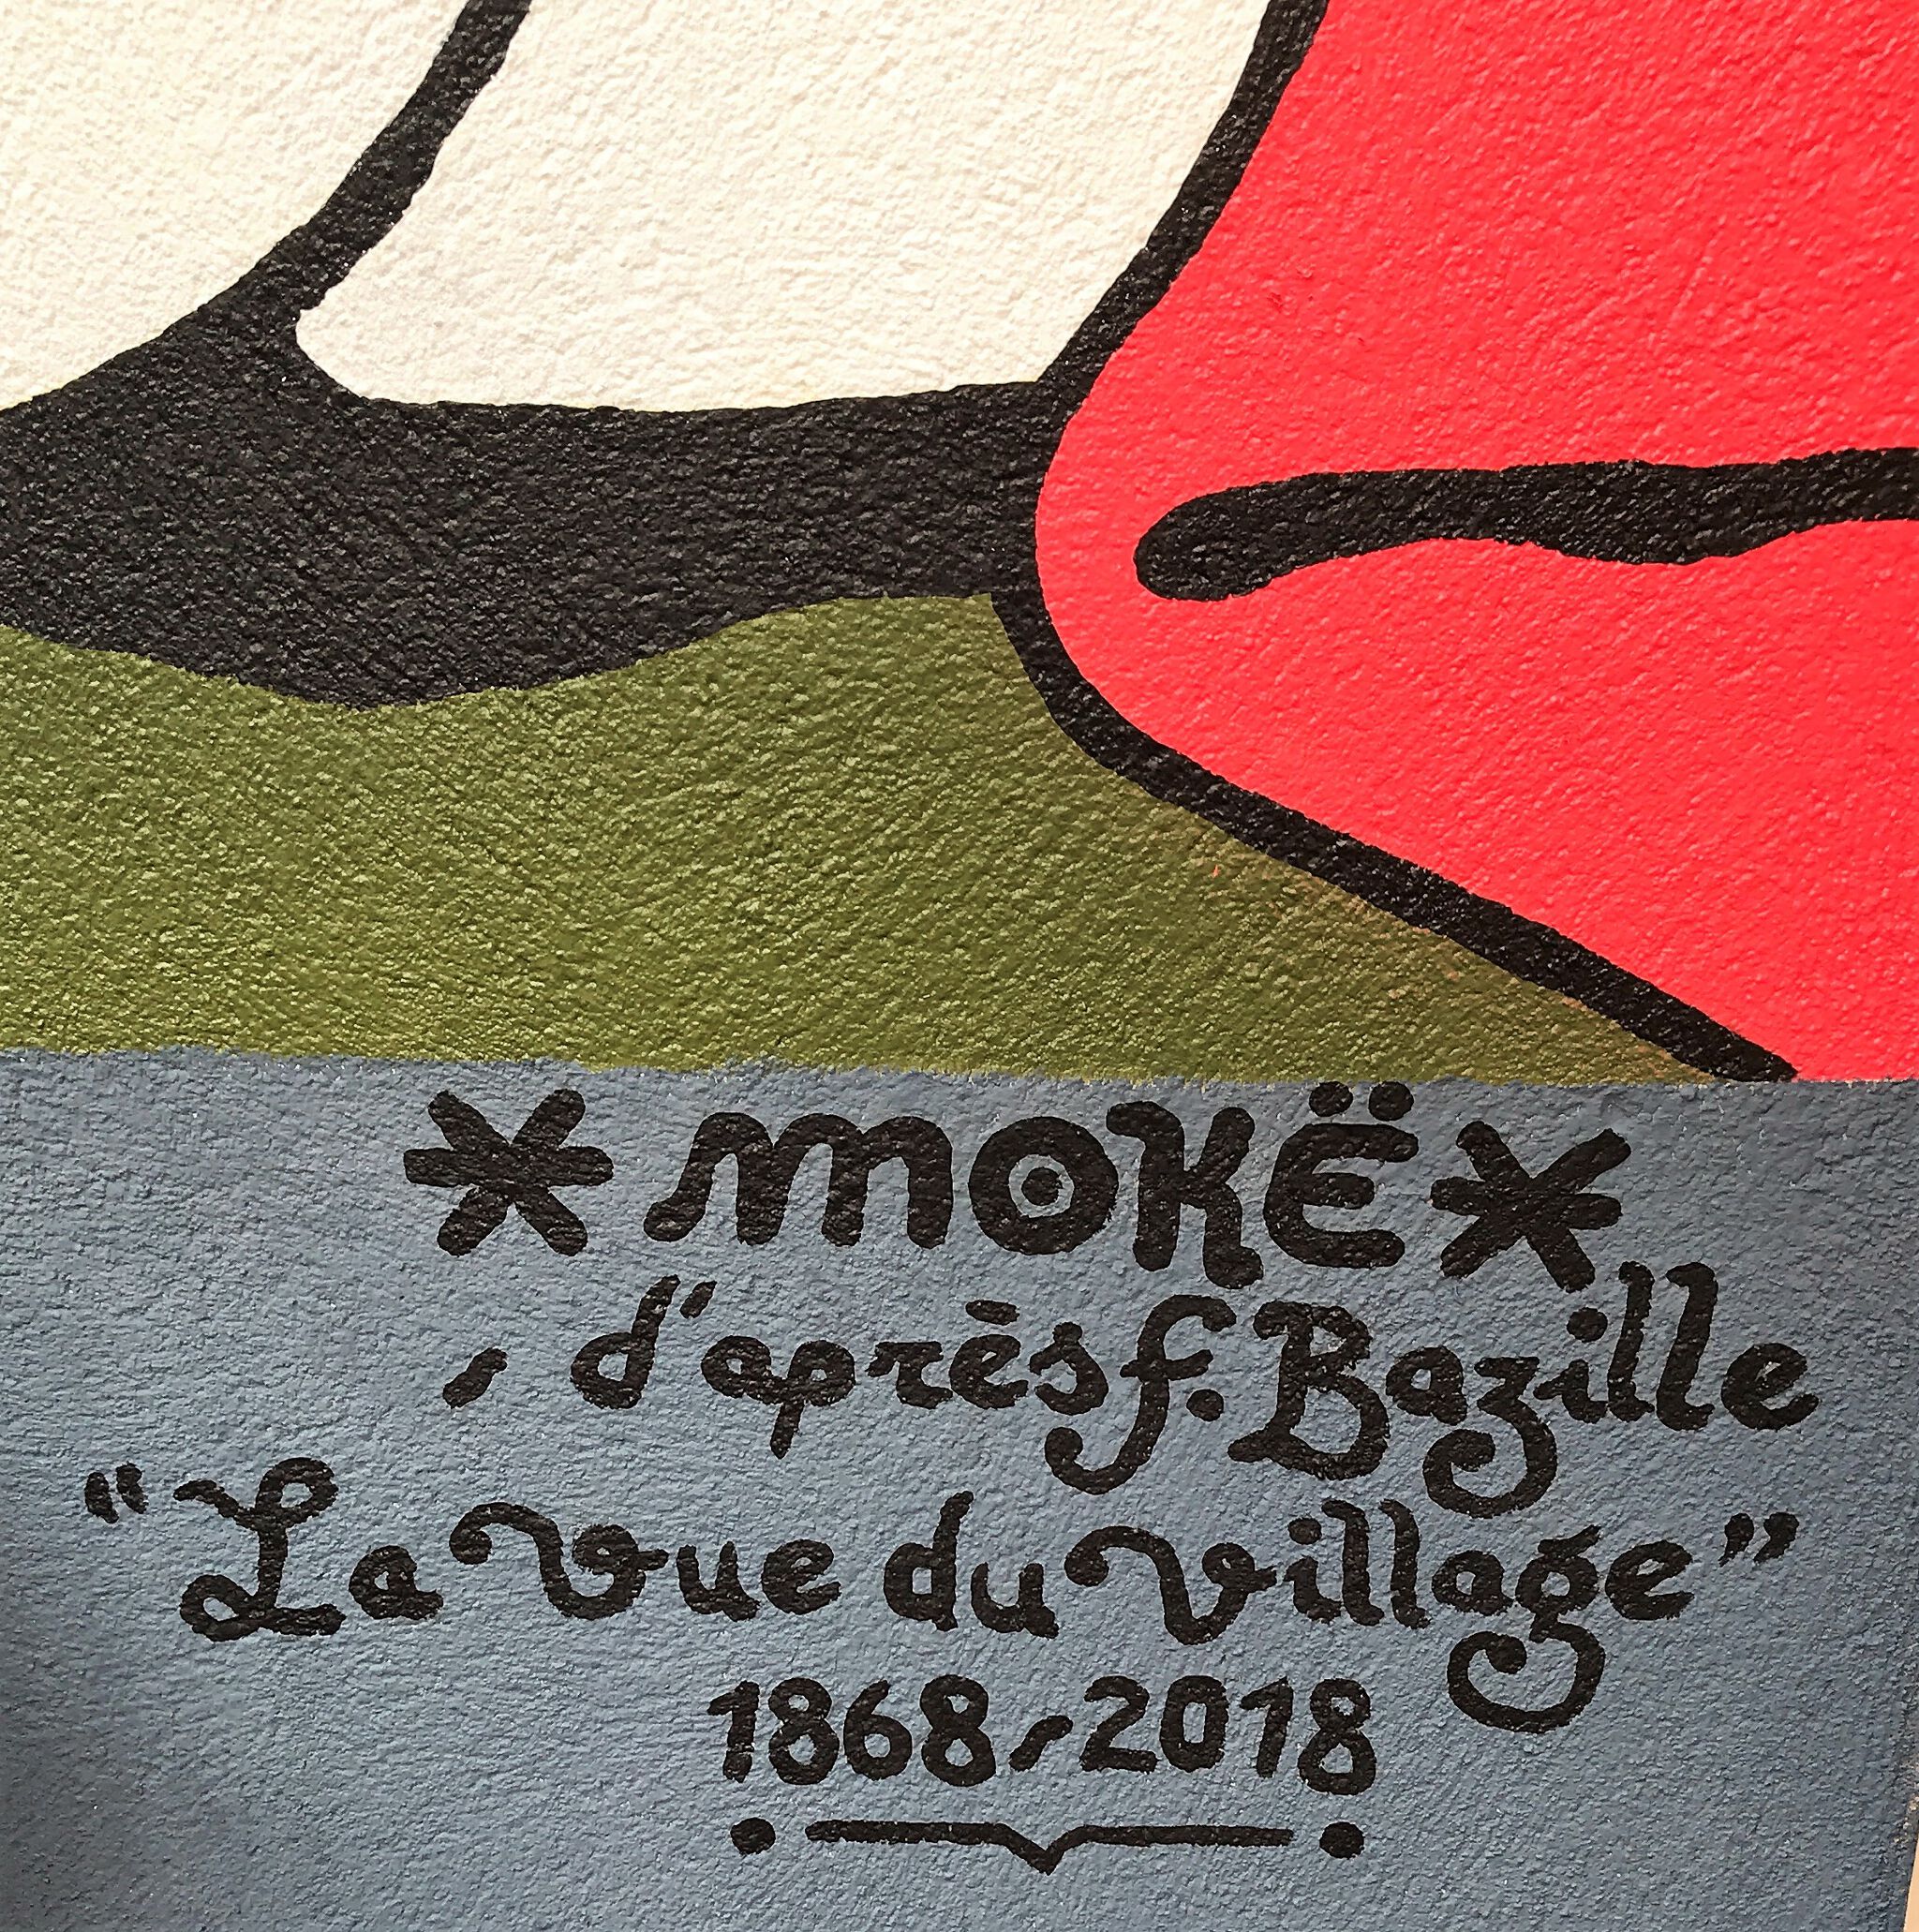 * MOKË *
- d'après f. Bazille
"La Vue du Village"
1868-2018